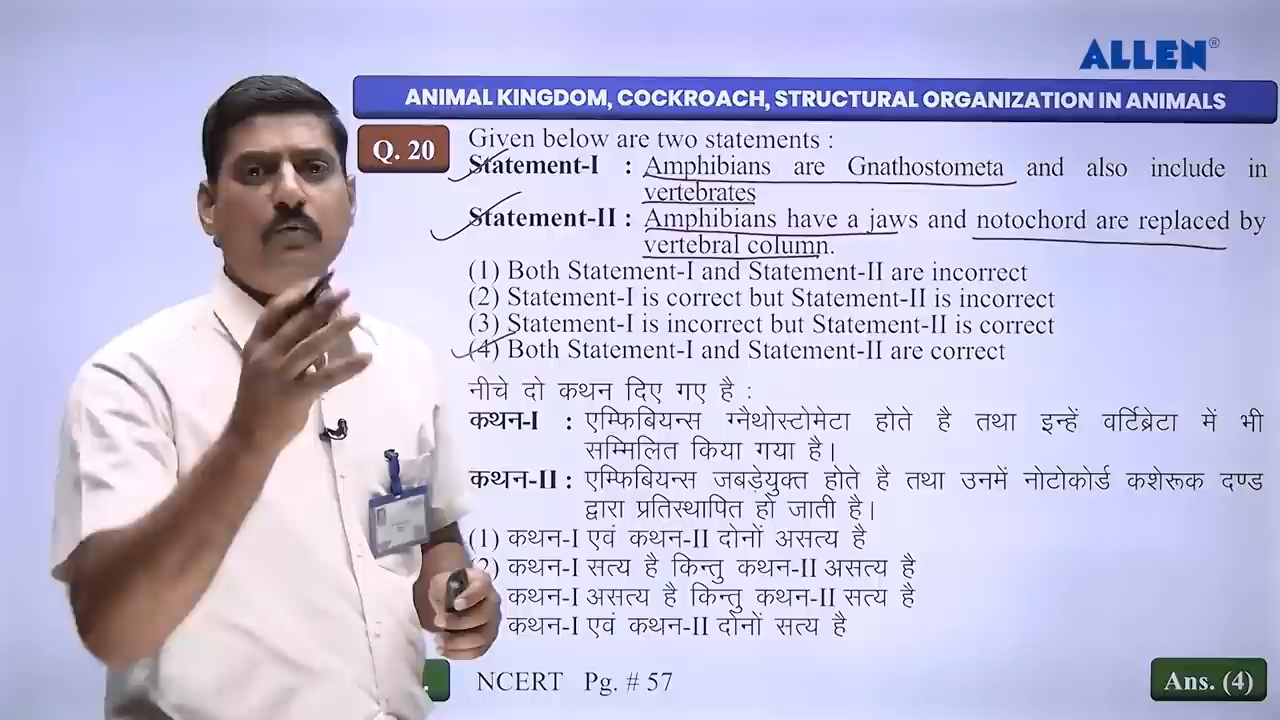 ALLEN®
ANIMAL KINGDOM, COCKROACH, STRUCTURAL ORGANIZATION IN ANIMALS
Q. 20
Given below are two statements :
Statement-I : Amphibians are Gnathostometa and also include in
vertebrates
Statement-II : Amphibians have a jaws and notochord are replaced by
vertebral column.
(1) Both Statement-I and Statement-II are incorrect
(2) Statement-I is correct but Statement-II is incorrect
(3) Statement-I is incorrect but Statement-II is correct
(4) Both Statement-I and Statement-II are correct
नीचे दो कथन दिए गए है :
कथन-I : एम्फिबियन्स ग्नैथोस्टोमेटा होते है तथा इन्हें वर्टिब्रेटा में भी
सम्मिलित किया गया है।
कथन-II : एम्फिबियन्स जबड़ेयुक्त होते है तथा उनमें नोटोकोर्ड कशेरूक दण्ड
द्वारा प्रतिस्थापित हो जाती है।
(1) कथन-I एवं कथन-II दोनों असत्य है
2) कथन-I सत्य है किन्तु कथन-II असत्य है
कथन-I असत्य है किन्तु कथन-II सत्य है
कथन-I एवं कथन-II दोनों सत्य है
NCERT Pg. # 57
Ans. (4)